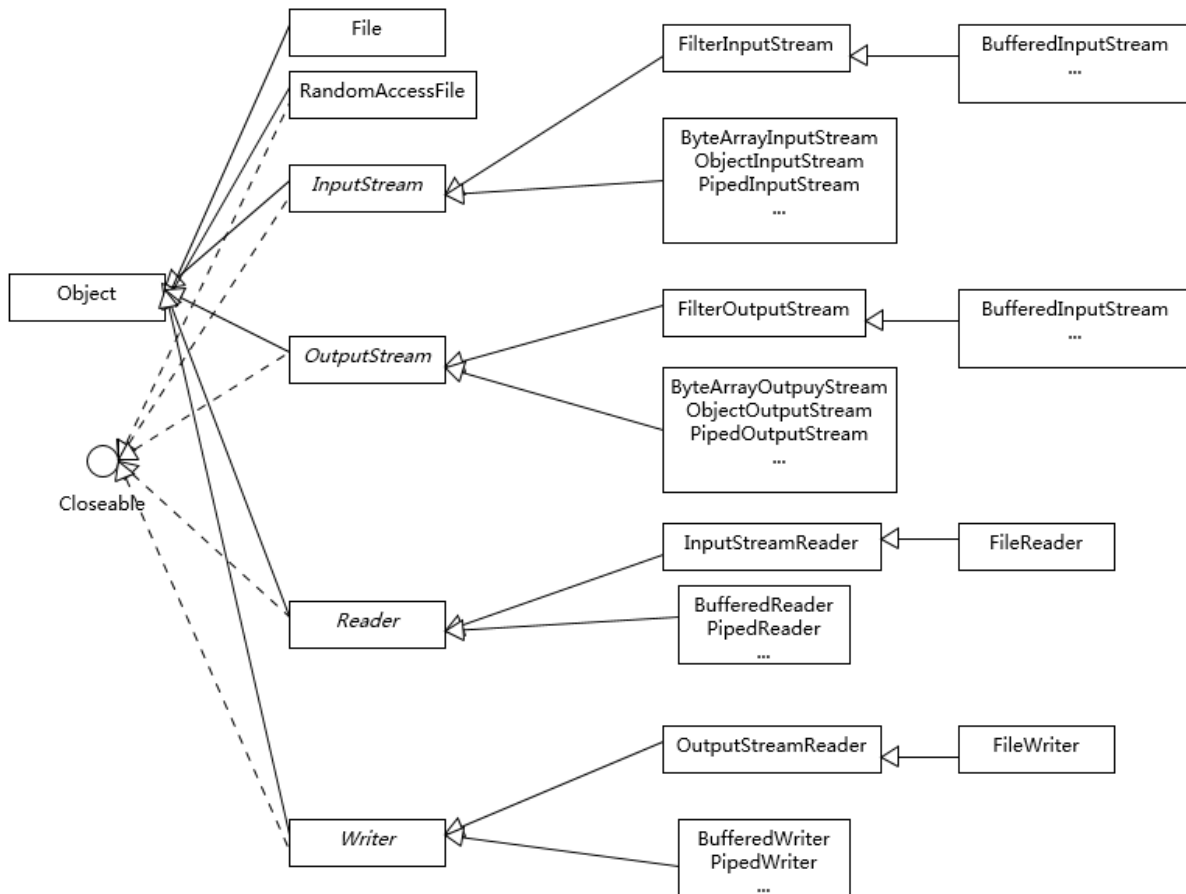 File
RandomAccessFile
InputStream
Object
OutputStream
Closeable
Reader
Writer
FilterInputStream
BufferedInputStream
...
ByteArrayInputStream
ObjectInputStream
PipedInputStream
...
FilterOutputStream
BufferedInputStream
...
ByteArrayOutpuyStream
ObjectOutputStream
PipedOutputStream
...
InputStreamReader
FileReader
BufferedReader
PipedReader
...
OutputStreamReader
FileWriter
BufferedWriter
PipedWriter
...